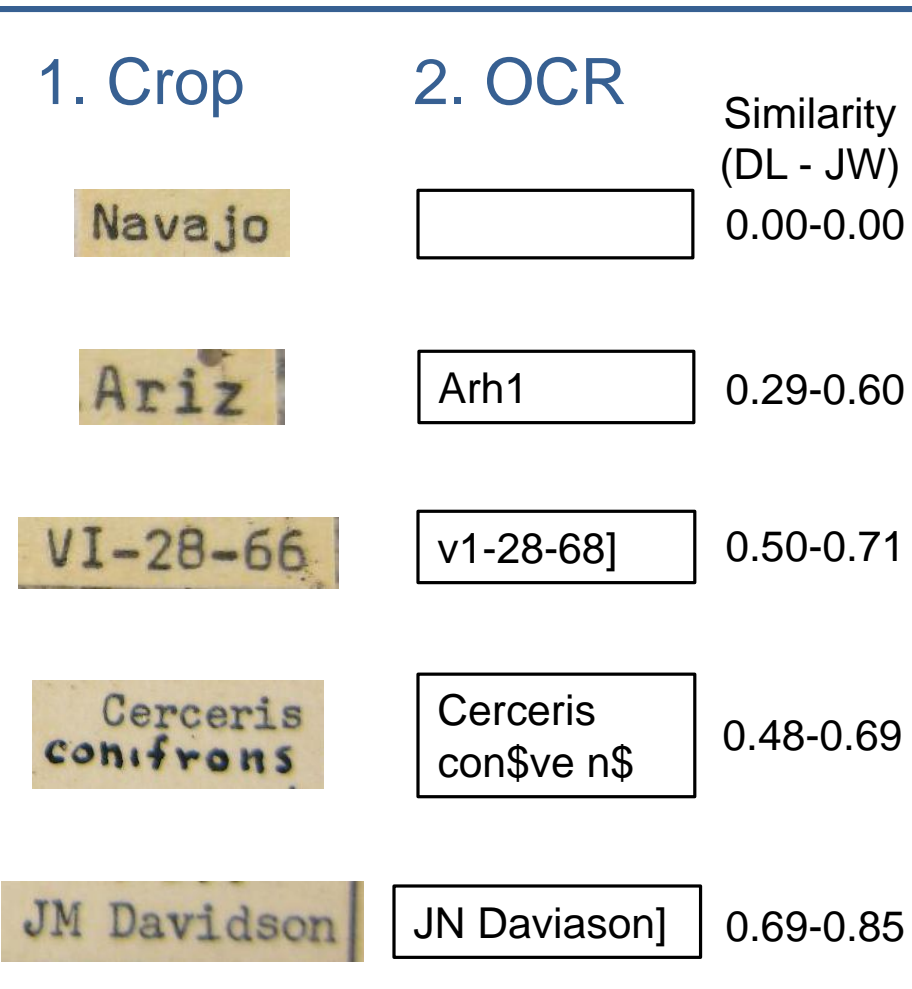 1. Crop
2. OCR
Similarity
(DL - JW)
Navajo
0.00-0.00
Ariz
Arh1
0.29-0.60
VI-28-66
v1-28-68]
0.50-0.71
Cerceris
conifrons
Cerceris
con$ve n$
0.48-0.69
JM Davidson
JN Daviason]
0.69-0.85